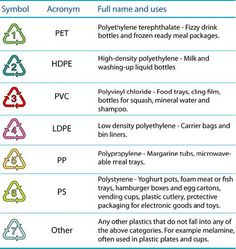 Symbol Acronym Full name and uses
1 PET Polyethylene terephthalate - Fizzy drink
bottles and frozen ready meal packages.
2 HDPE High-density polyethylene - Milk and
washing-up liquid bottles
3 PVC Polyvinyl chloride - Food trays, cling film,
bottles for squash, mineral water and
shampoo.
4 LDPE Low density polyethylene - Carrier bags and
bin liners.
5 PP Polypropylene - Margarine tubs, microwave-
able meal trays.
6 PS Polystyrene - Yoghurt pots, foam meat or fish
trays, hamburger boxes and egg cartons,
vending cups, plastic cutlery, protective
packaging for electronic goods and toys.
7 Other Any other plastics that do not fall into any of
the above categories. For example melamine,
often used in plastic plates and cups.